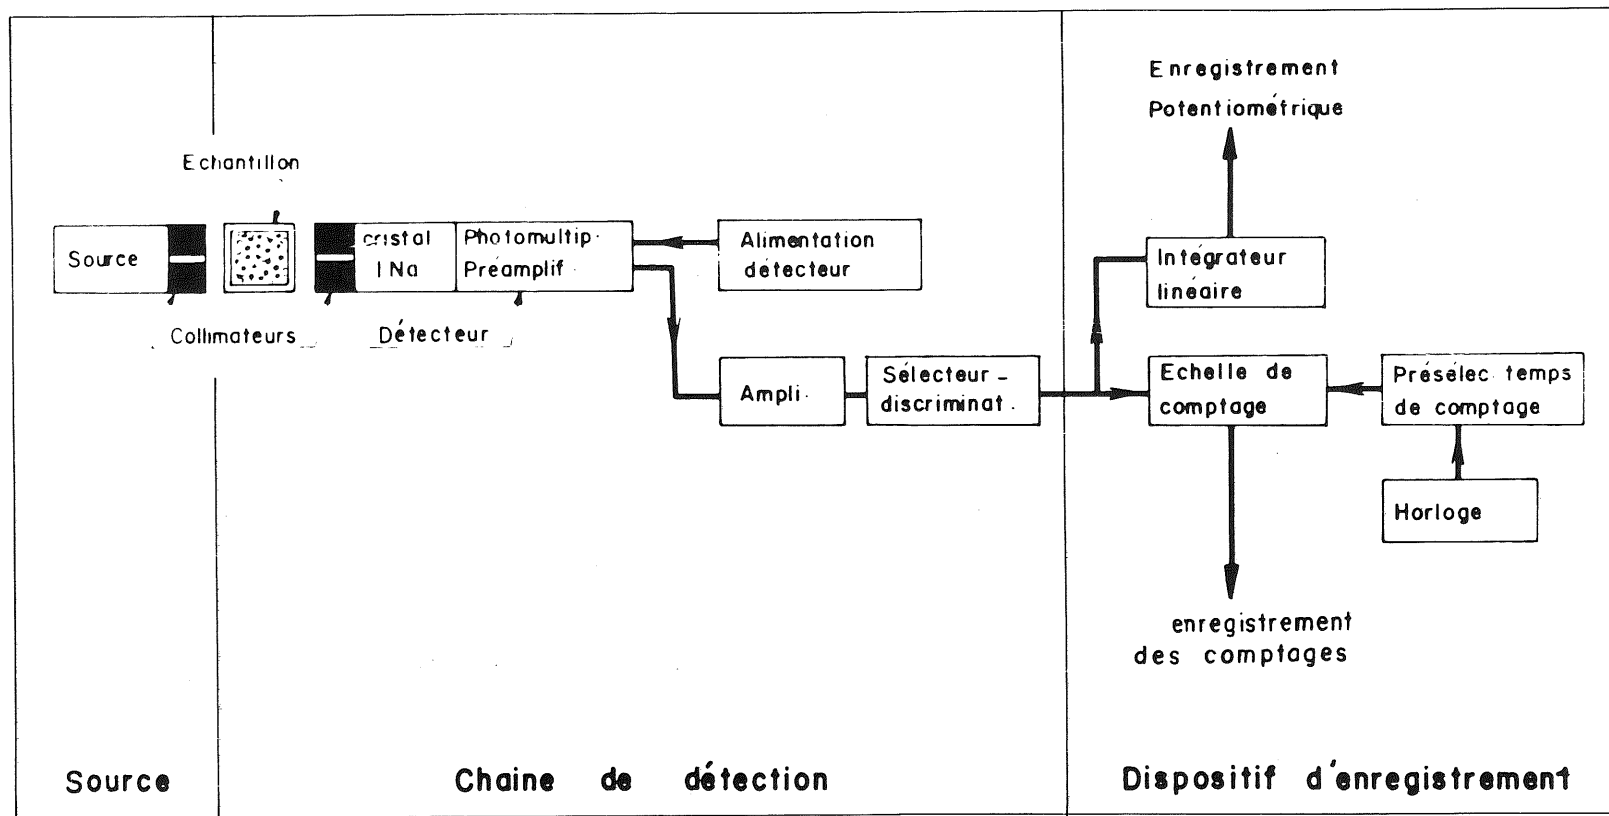 Enregistrement
Potentiométrique
Echantillon
Source
cristal
INa
Photomultip.
Préamplif.
Alimentation
détecteur
Intégrateur
linéaire
Collimateurs
Détecteur
Ampli.
Sélecteur-
discriminat.
Echelle de
comptage
Présélec. temps
de comptage
Horloge
enregistrement
des comptages
Source
Chaine de détection
Dispositif d'enregistrement